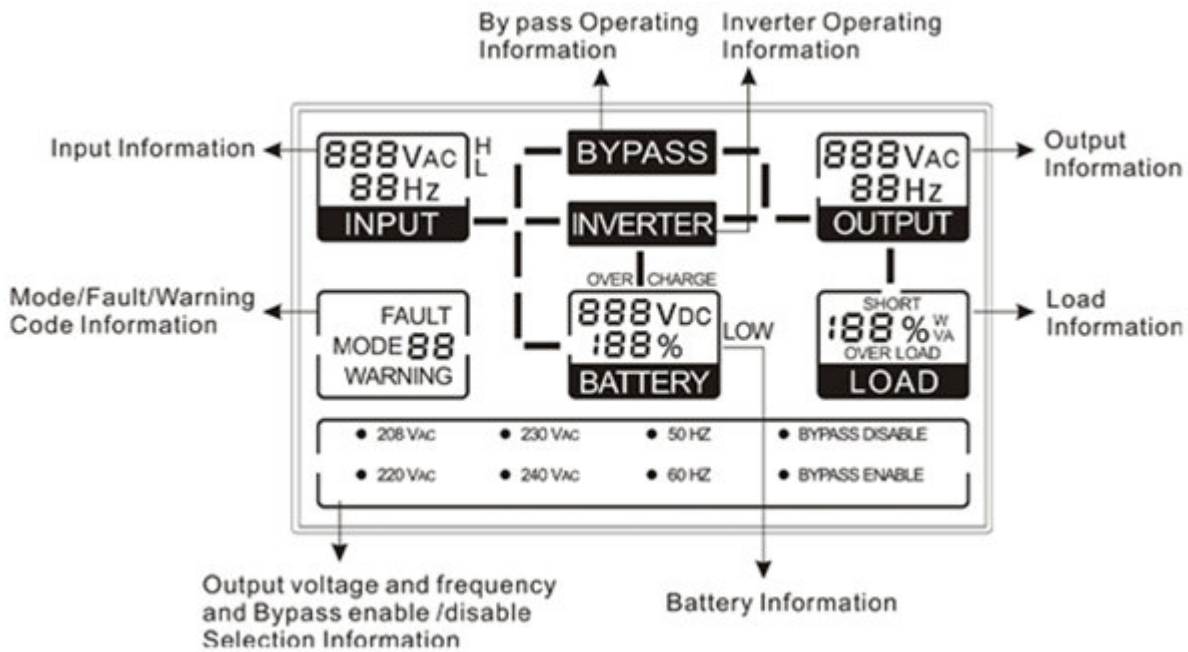 By pass Operating
Information
Inverter Operating
Information
Input Information
888VAC
88Hz
INPUT
H
L
BYPASS
INVERTER
888VAC
88Hz
OUTPUT
Output
Information
Mode/Fault/Warning
Code Information
FAULT
MODE 88
WARNING
OVER CHARGE
888VDC
188%
BATTERY
LOW
SHORT
188% W
VA
OVER LOAD
LOAD
Load
Information
208 VAC
230 VAC
50 HZ
BYPASS DISABLE
220 VAC
240 VAC
60 HZ
BYPASS ENABLE
Output voltage and frequency
and Bypass enable /disable
Selection Information
Battery Information